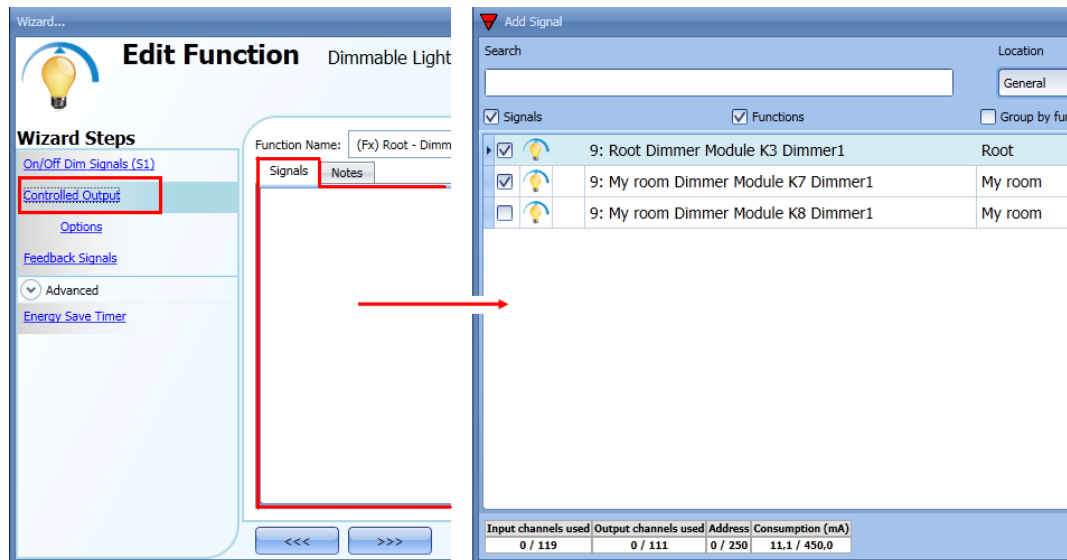 Wizard...
Edit Function Dimmable Light
Wizard Steps
On/Off Dim Signals (S1)
Controlled Output
Options
Feedback Signals
Advanced
Energy Save Timer
Function Name: (Fx) Root - Dimm
Signals Notes
<<< >>>
Add Signal
Search Location
General
Signals Functions Group by fu
9: Root Dimmer Module K3 Dimmer1 Root
9: My room Dimmer Module K7 Dimmer1 My room
9: My room Dimmer Module K8 Dimmer1 My room
Input channels used Output channels used Address Consumption (mA)
0 / 119 0 / 111 0 / 250 11,1 / 450,0